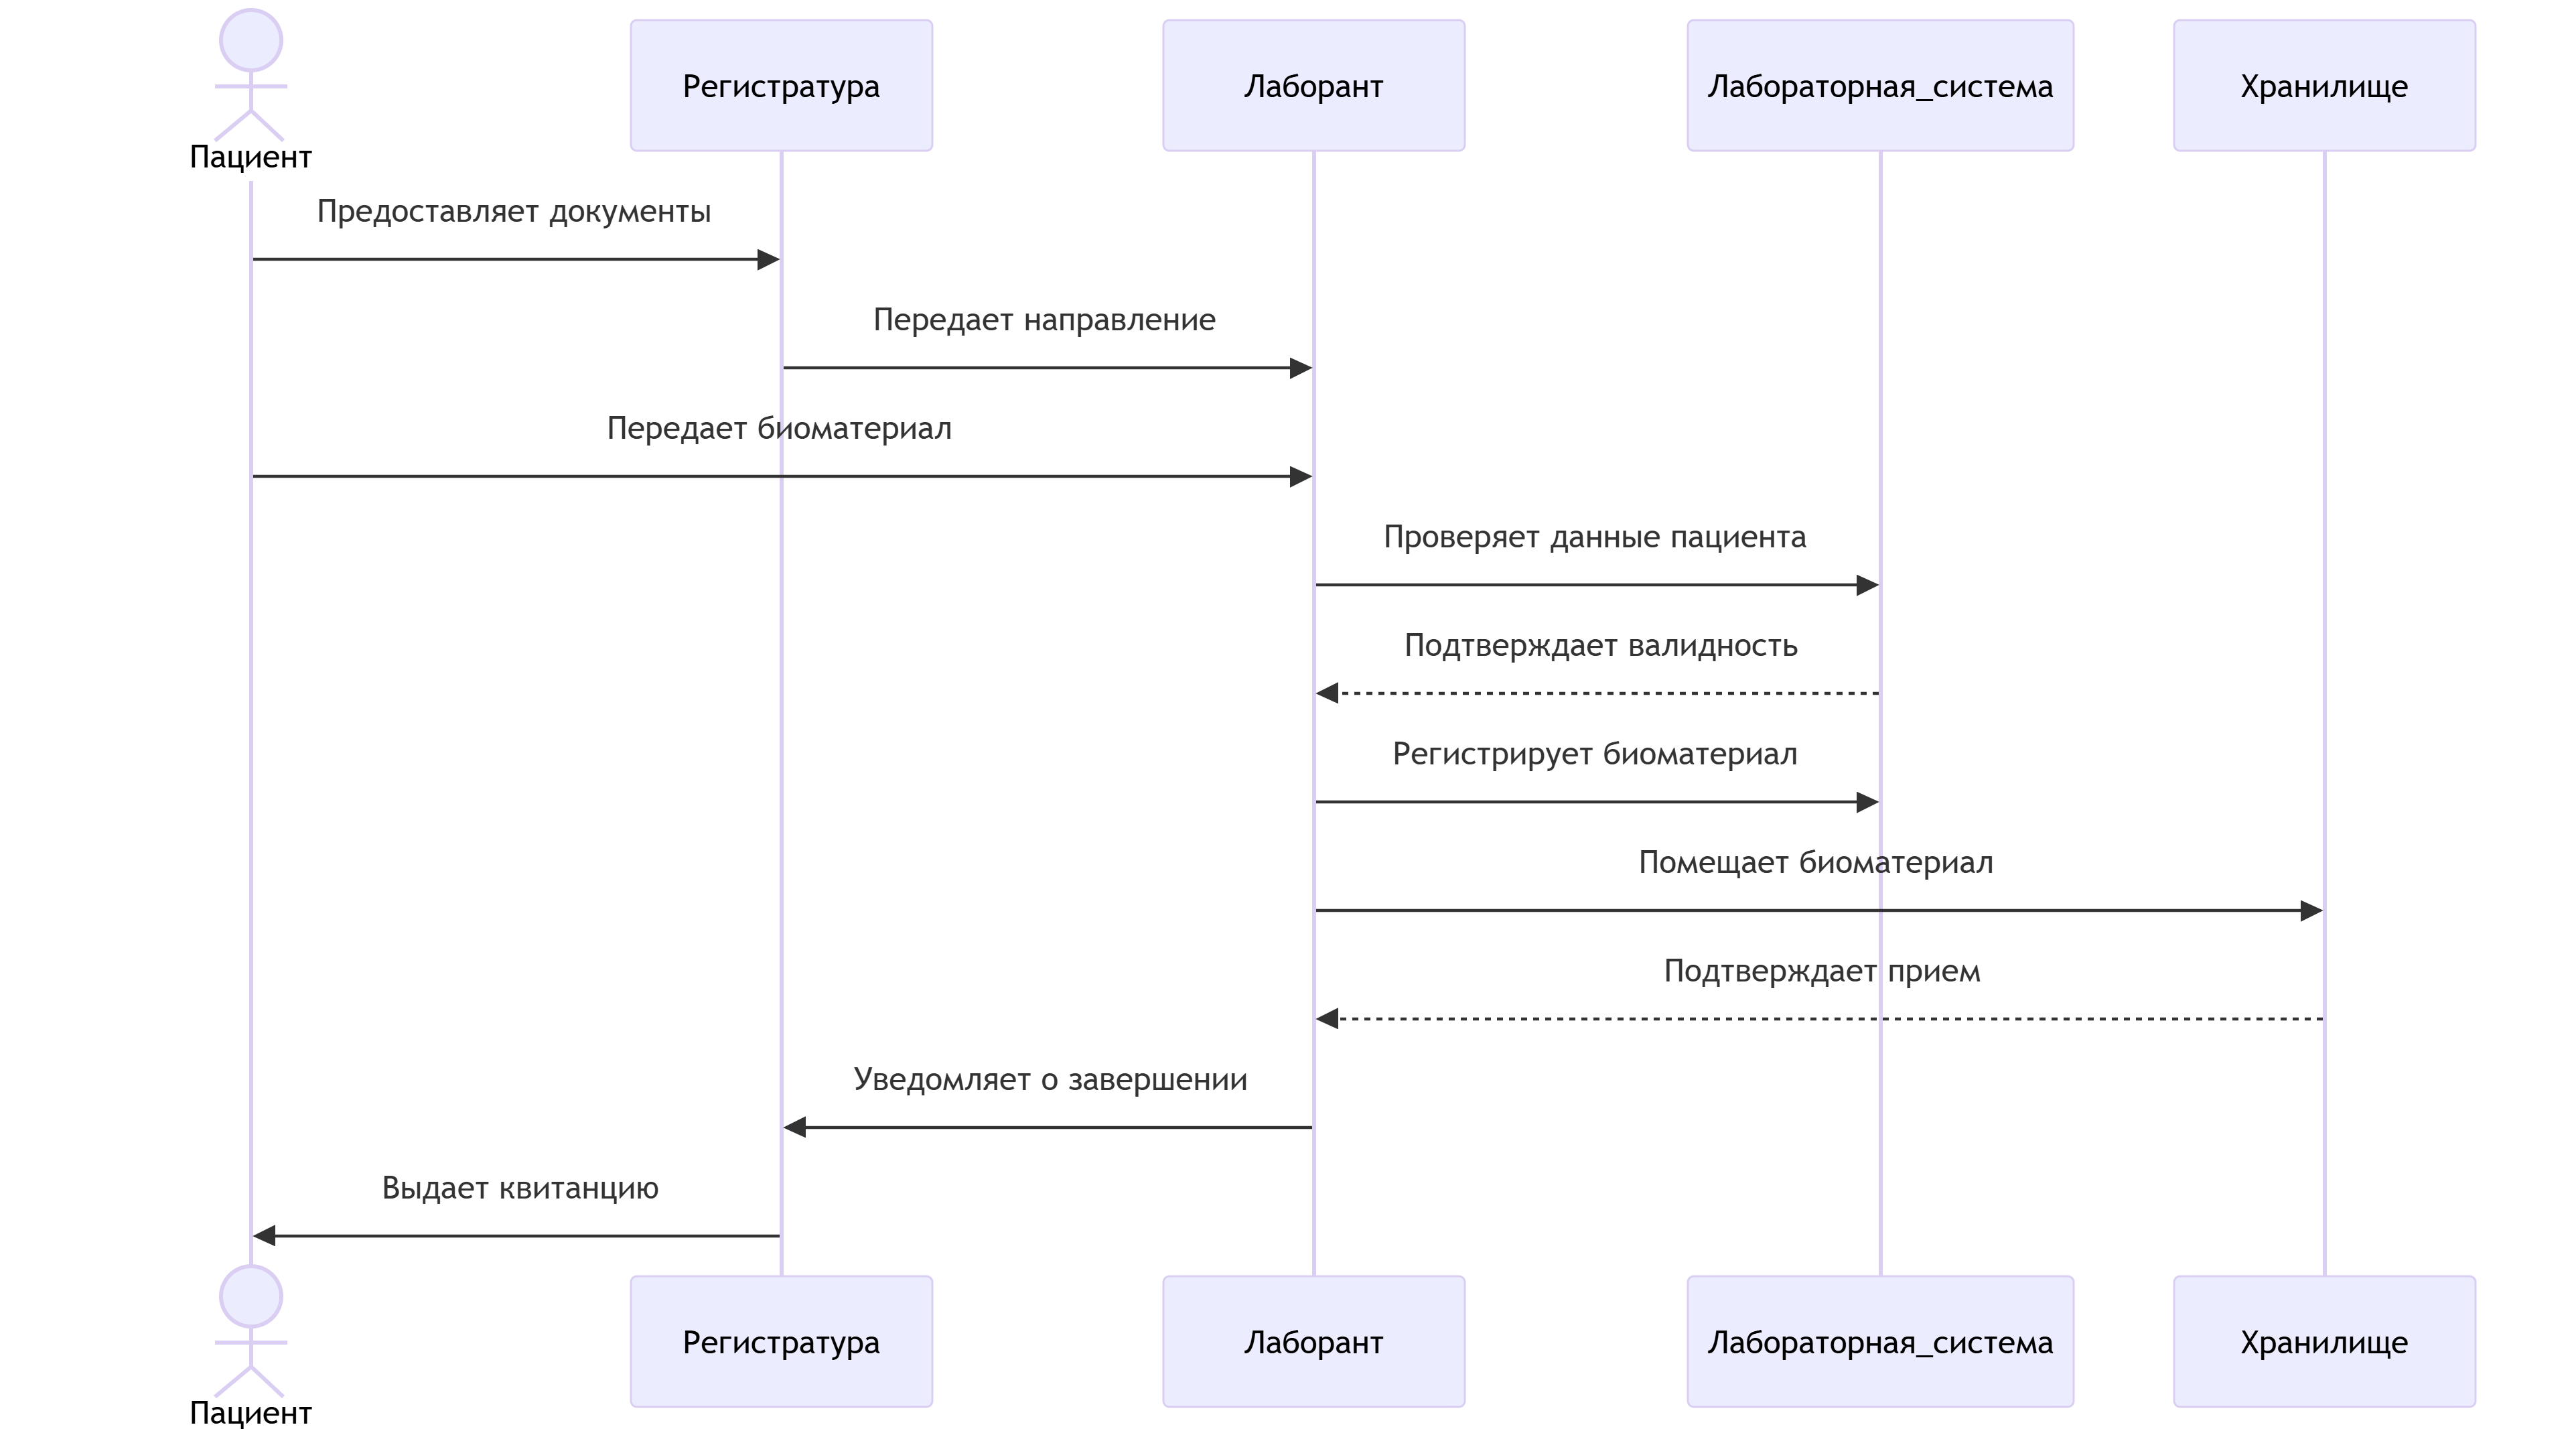 Пациент
Регистратура
Лаборант
Лабораторная_система
Хранилище
Предоставляет документы
Передает направление
Передает биоматериал
Проверяет данные пациента
Подтверждает валидность
Регистрирует биоматериал
Помещает биоматериал
Подтверждает прием
Уведомляет о завершении
Выдает квитанцию
Пациент
Регистратура
Лаборант
Лабораторная_система
Хранилище